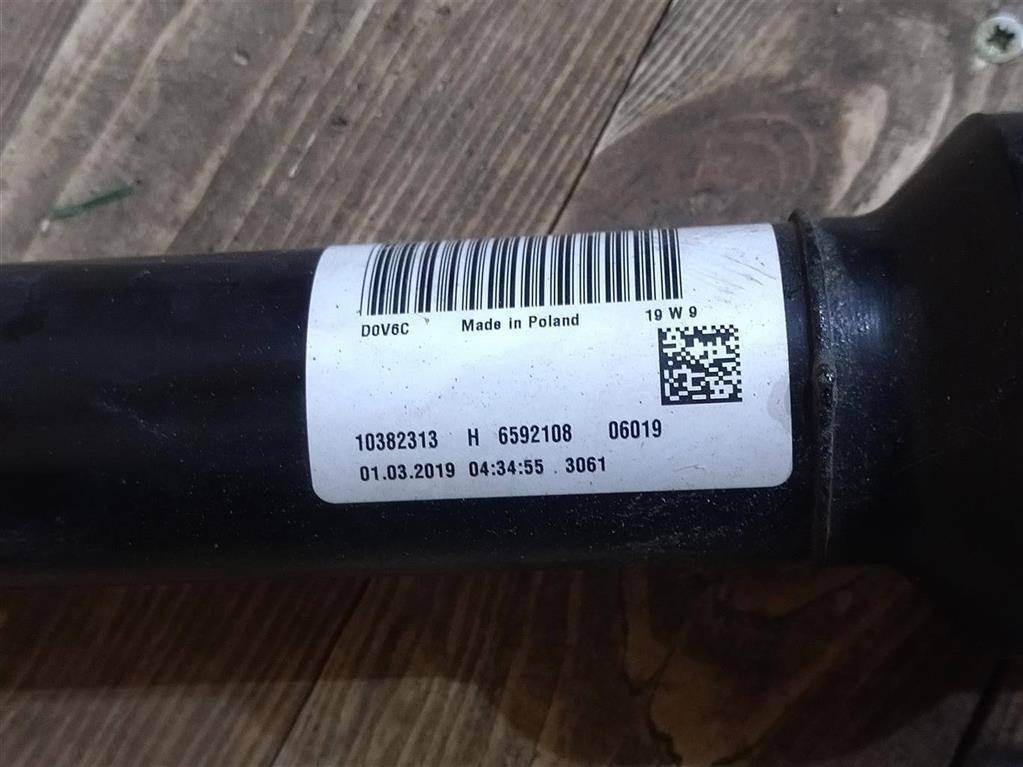 D0V6C Made in Poland 19 W 9
10382313 H 6592108 06019
01.03.2019 04:34:55 3061